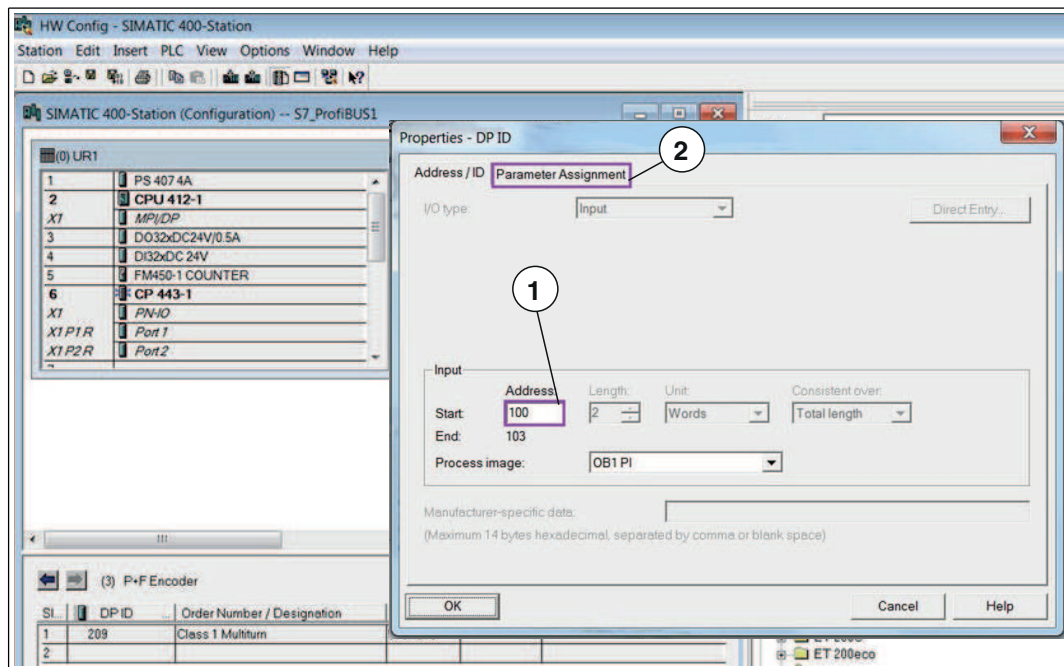 HW Config - SIMATIC 400-Station
Station Edit Insert PLC View Options Window Help
SIMATIC 400-Station (Configuration) -- S7_ProfiBUS1
(0) UR1
1 PS 407 4A
2 CPU 412-1
X1 MPI/DP
3 DO32xDC24V/0.5A
4 DI32xDC 24V
5 FM450-1 COUNTER
6 CP 443-1
X1 PN-IO
X1 P1 R Port 1
X1 P2 R Port 2
Properties - DP ID
2
Address / ID Parameter Assignment
I/O type: Input Direct Entry...
1
Input
Address: Length: Unit: Consistent over:
Start: 100 2 Words Total length
End: 103
Process image: OB1 PI
Manufacturer-specific data:
(Maximum 14 bytes hexadecimal, separated by comma or blank space)
OK Cancel Help
(3) P+F Encoder
Sl... DP ID ... Order Number / Designation
1 209 Class 1 Multiturn
2
ET 200eco